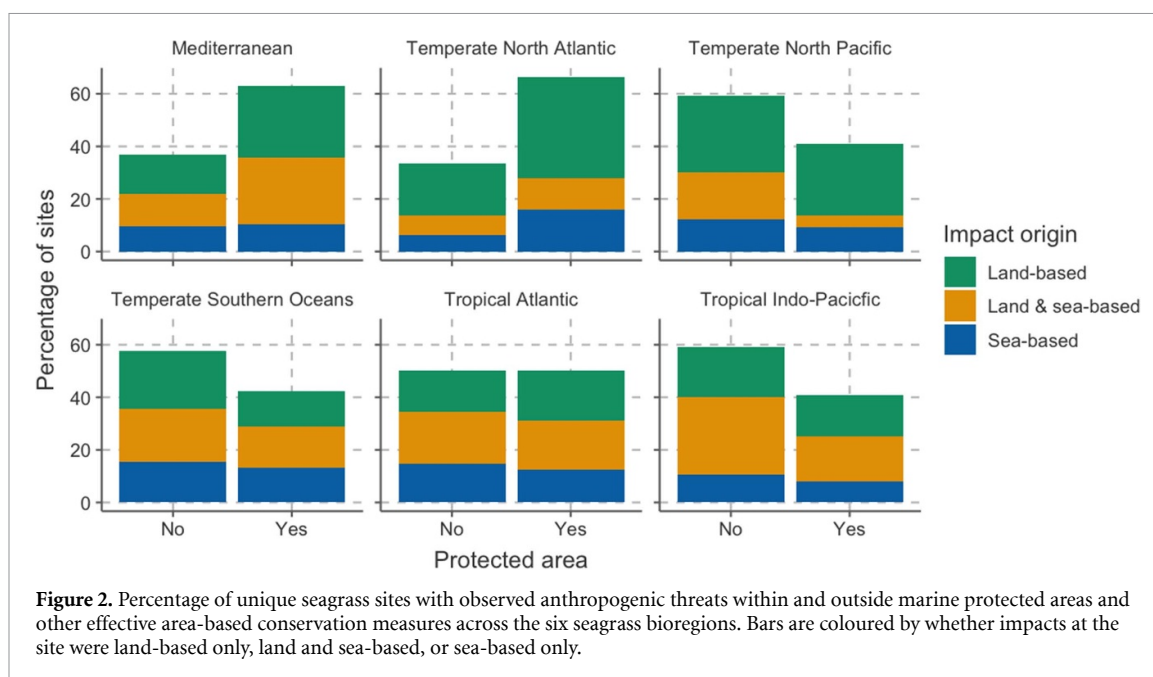 Mediterranean
Temperate North Atlantic
Temperate North Pacific
60
40
20
0
Percentage of sites
Temperate Southern Oceans
Tropical Atlantic
Tropical Indo-Pacicfic
60
40
20
0
No
Yes
No
Yes
No
Yes
Protected area
Impact origin
Land-based
Land & sea-based
Sea-based
Figure 2. Percentage of unique seagrass sites with observed anthropogenic threats within and outside marine protected areas and
other effective area-based conservation measures across the six seagrass bioregions. Bars are coloured by whether impacts at the
site were land-based only, land and sea-based, or sea-based only.